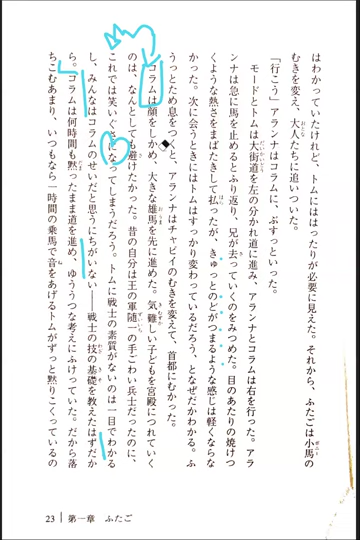 はわかっていたけれど、トムにははったりが必要に見えた。それから、ふたごは小馬の
むきを変え、大人たちに追いついた。
「行こう」アランナはコラムに、ぶすっといった。
モードとトムは大街道を左の分かれ道に進み、アランナとコラムは右を行った。アラ
ンナは急に馬を止めるとふり返り、兄が去っていくのをみつめた。目のあたりの焼けつ
くような熱さをまばたきして払ったが、きゅっとのどがつまるような感じは軽くならな
かった。次に会うときにはトムはすっかり変わっているだろう、となぜだかわかる。ふ
うっとため息をつくと、アランナはチャビイのむきを変えて、首都にむかった。
コラムは顔をしかめ、大きな雄馬を先に進めた。気難しい子どもを宮殿につれていく
のは、なんとしても避けたかった。昔の自分は王の軍随一の手ごわい兵士だったのに、
これでは笑いぐさになってしまうだろう。トムに戦士の素質がないのは一目でわかる
し、みんなはコラムのせいだと思うにちがいない——戦士の技の基礎を教えたはずだか
ら。コラムは何時間も黙ったまま道を進め、ゆううつな考えにふけっていた。だから落
ちこむあまり、いつもなら一時間の乗馬で音をあげるトムがずっと黙りこくっているの
23 第一章 ふたご